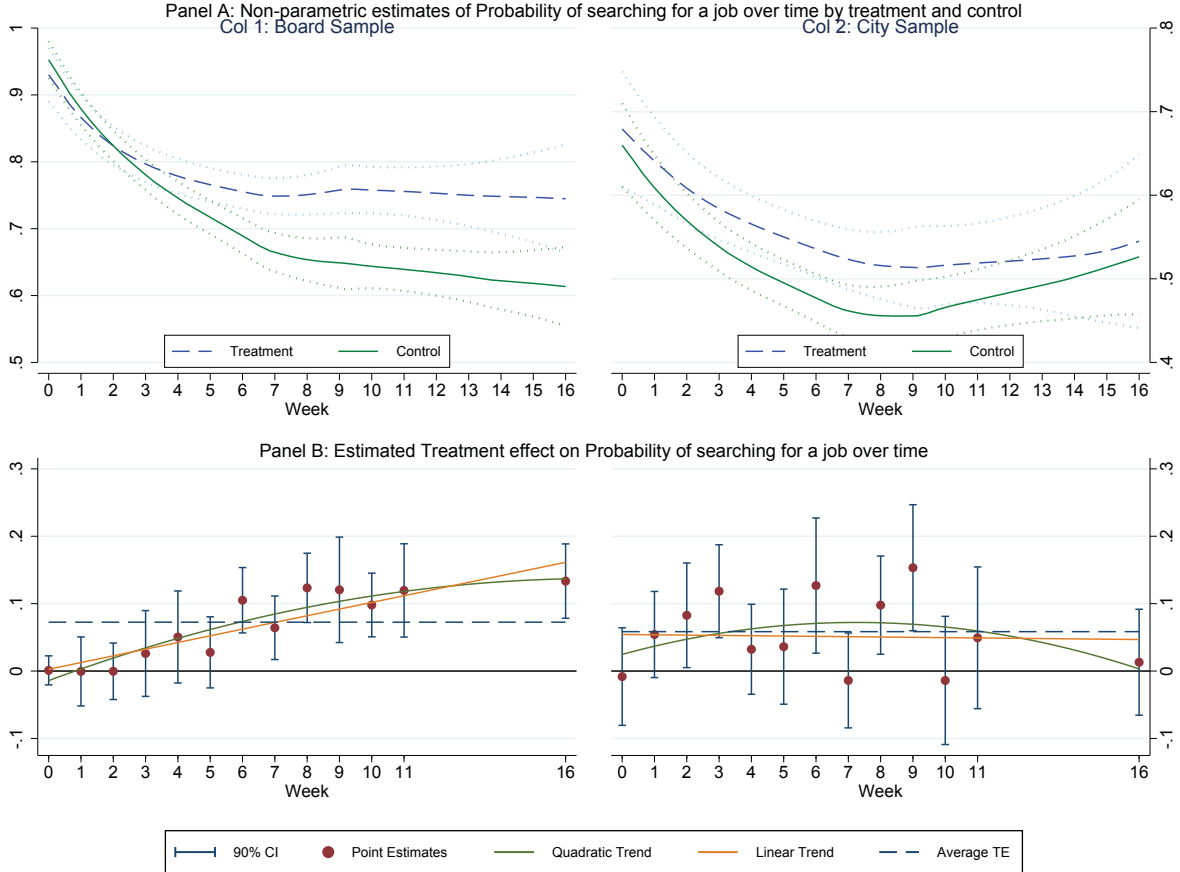 Panel A: Non-parametric estimates of Probability of searching for a job over time by treatment and control
Col 1: Board Sample
Col 2: City Sample
1
.9
.8
.7
.6
.5
.8
.7
.6
.5
.4
Treatment Control
Treatment Control
0 1 2 3 4 5 6 7 8 9 10 11 12 13 14 15 16
0 1 2 3 4 5 6 7 8 9 10 11 12 13 14 15 16
Week
Week
Panel B: Estimated Treatment effect on Probability of searching for a job over time
.3
.2
.1
0
-.1
.3
.2
.1
0
-.1
0 1 2 3 4 5 6 7 8 9 10 11 16
0 1 2 3 4 5 6 7 8 9 10 11 16
Week
Week
90% CI Point Estimates Quadratic Trend Linear Trend Average TE